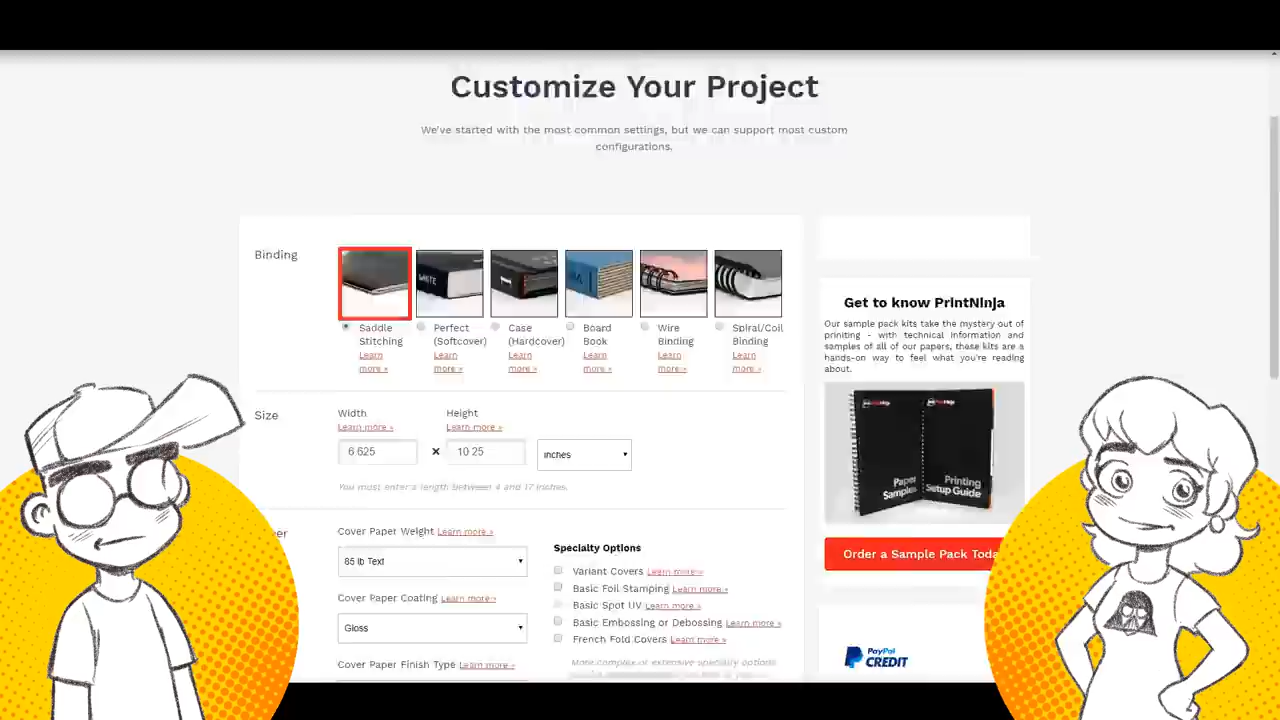 Customize Your Project
We've started with the most common settings, but we can support most custom
configurations.
Binding
Saddle
Stitching
Learn
more »
Perfect
(Softcover)
Learn
more »
Case
(Hardcover)
Learn
more »
Board
Book
Learn
more »
Wire
Binding
Learn
more »
Spiral/Coil
Binding
Learn
more »
Size
Width
Learn more »
6.625
×
Height
Learn more »
10.25
Inches
You must enter a length between 4 and 17 inches.
Cover Paper Weight Learn more »
85 lb Text
Cover Paper Coating Learn more »
Gloss
Cover Paper Finish Type Learn more »
Specialty Options
Variant Covers Learn more »
Basic Foil Stamping Learn more »
Basic Spot UV Learn more »
Basic Embossing or Debossing Learn more »
French Fold Covers Learn more »
More complex or extensive specialty options
Get to know PrintNinja
Our sample pack kits take the mystery out of
printing - with technical information and
samples of all of our papers, these kits are a
hands-on way to feel what you're reading
about.
Paper
Samples
Printing
Setup Guide
Order a Sample Pack Toda
PayPal
CREDIT